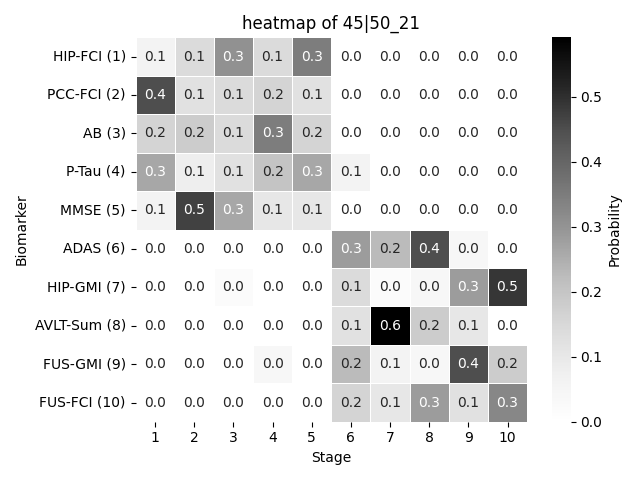 heatmap of 45|50_21
HIP-FCI (1) 0.1 0.1 0.3 0.1 0.3 0.0 0.0 0.0 0.0 0.0
PCC-FCI (2) 0.4 0.1 0.1 0.2 0.1 0.0 0.0 0.0 0.0 0.0
AB (3) 0.2 0.2 0.1 0.3 0.2 0.0 0.0 0.0 0.0 0.0
P-Tau (4) 0.3 0.1 0.1 0.2 0.3 0.1 0.0 0.0 0.0 0.0
MMSE (5) 0.1 0.5 0.3 0.1 0.1 0.0 0.0 0.0 0.0 0.0
ADAS (6) 0.0 0.0 0.0 0.0 0.0 0.3 0.2 0.4 0.0 0.0
HIP-GMI (7) 0.0 0.0 0.0 0.0 0.0 0.1 0.0 0.0 0.3 0.5
AVLT-Sum (8) 0.0 0.0 0.0 0.0 0.0 0.1 0.6 0.2 0.1 0.0
FUS-GMI (9) 0.0 0.0 0.0 0.0 0.0 0.2 0.1 0.0 0.4 0.2
FUS-FCI (10) 0.0 0.0 0.0 0.0 0.0 0.2 0.1 0.3 0.1 0.3
1 2 3 4 5 6 7 8 9 10
Stage
Biomarker
0.5
0.4
0.3
0.2
0.1
0.0
Probability